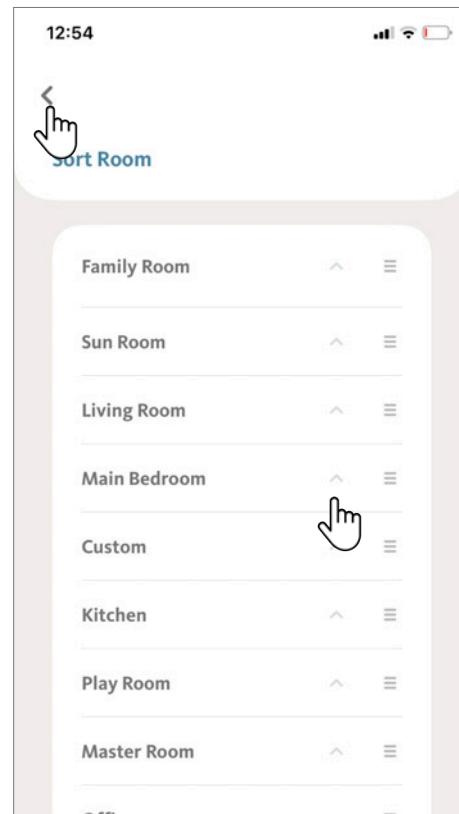 12:54
Sort Room
Family Room
Sun Room
Living Room
Main Bedroom
Custom
Kitchen
Play Room
Master Room